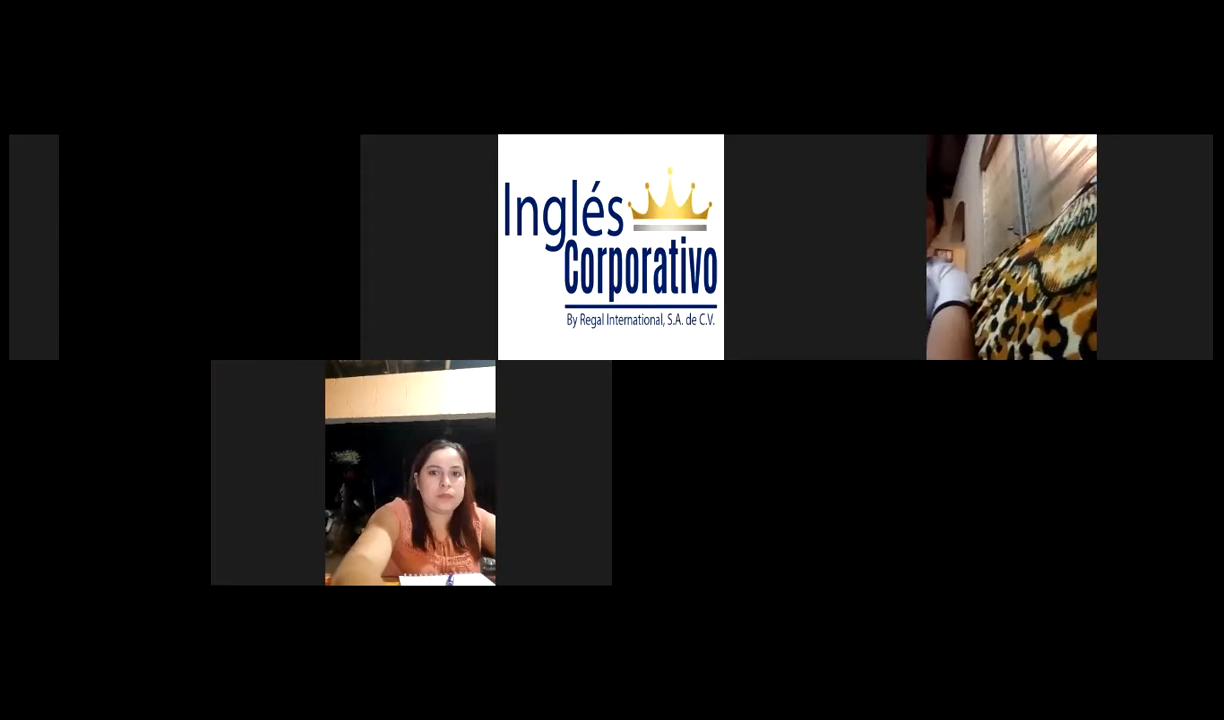 Inglés
Corporativo
By Regal International, S.A. de C.V.